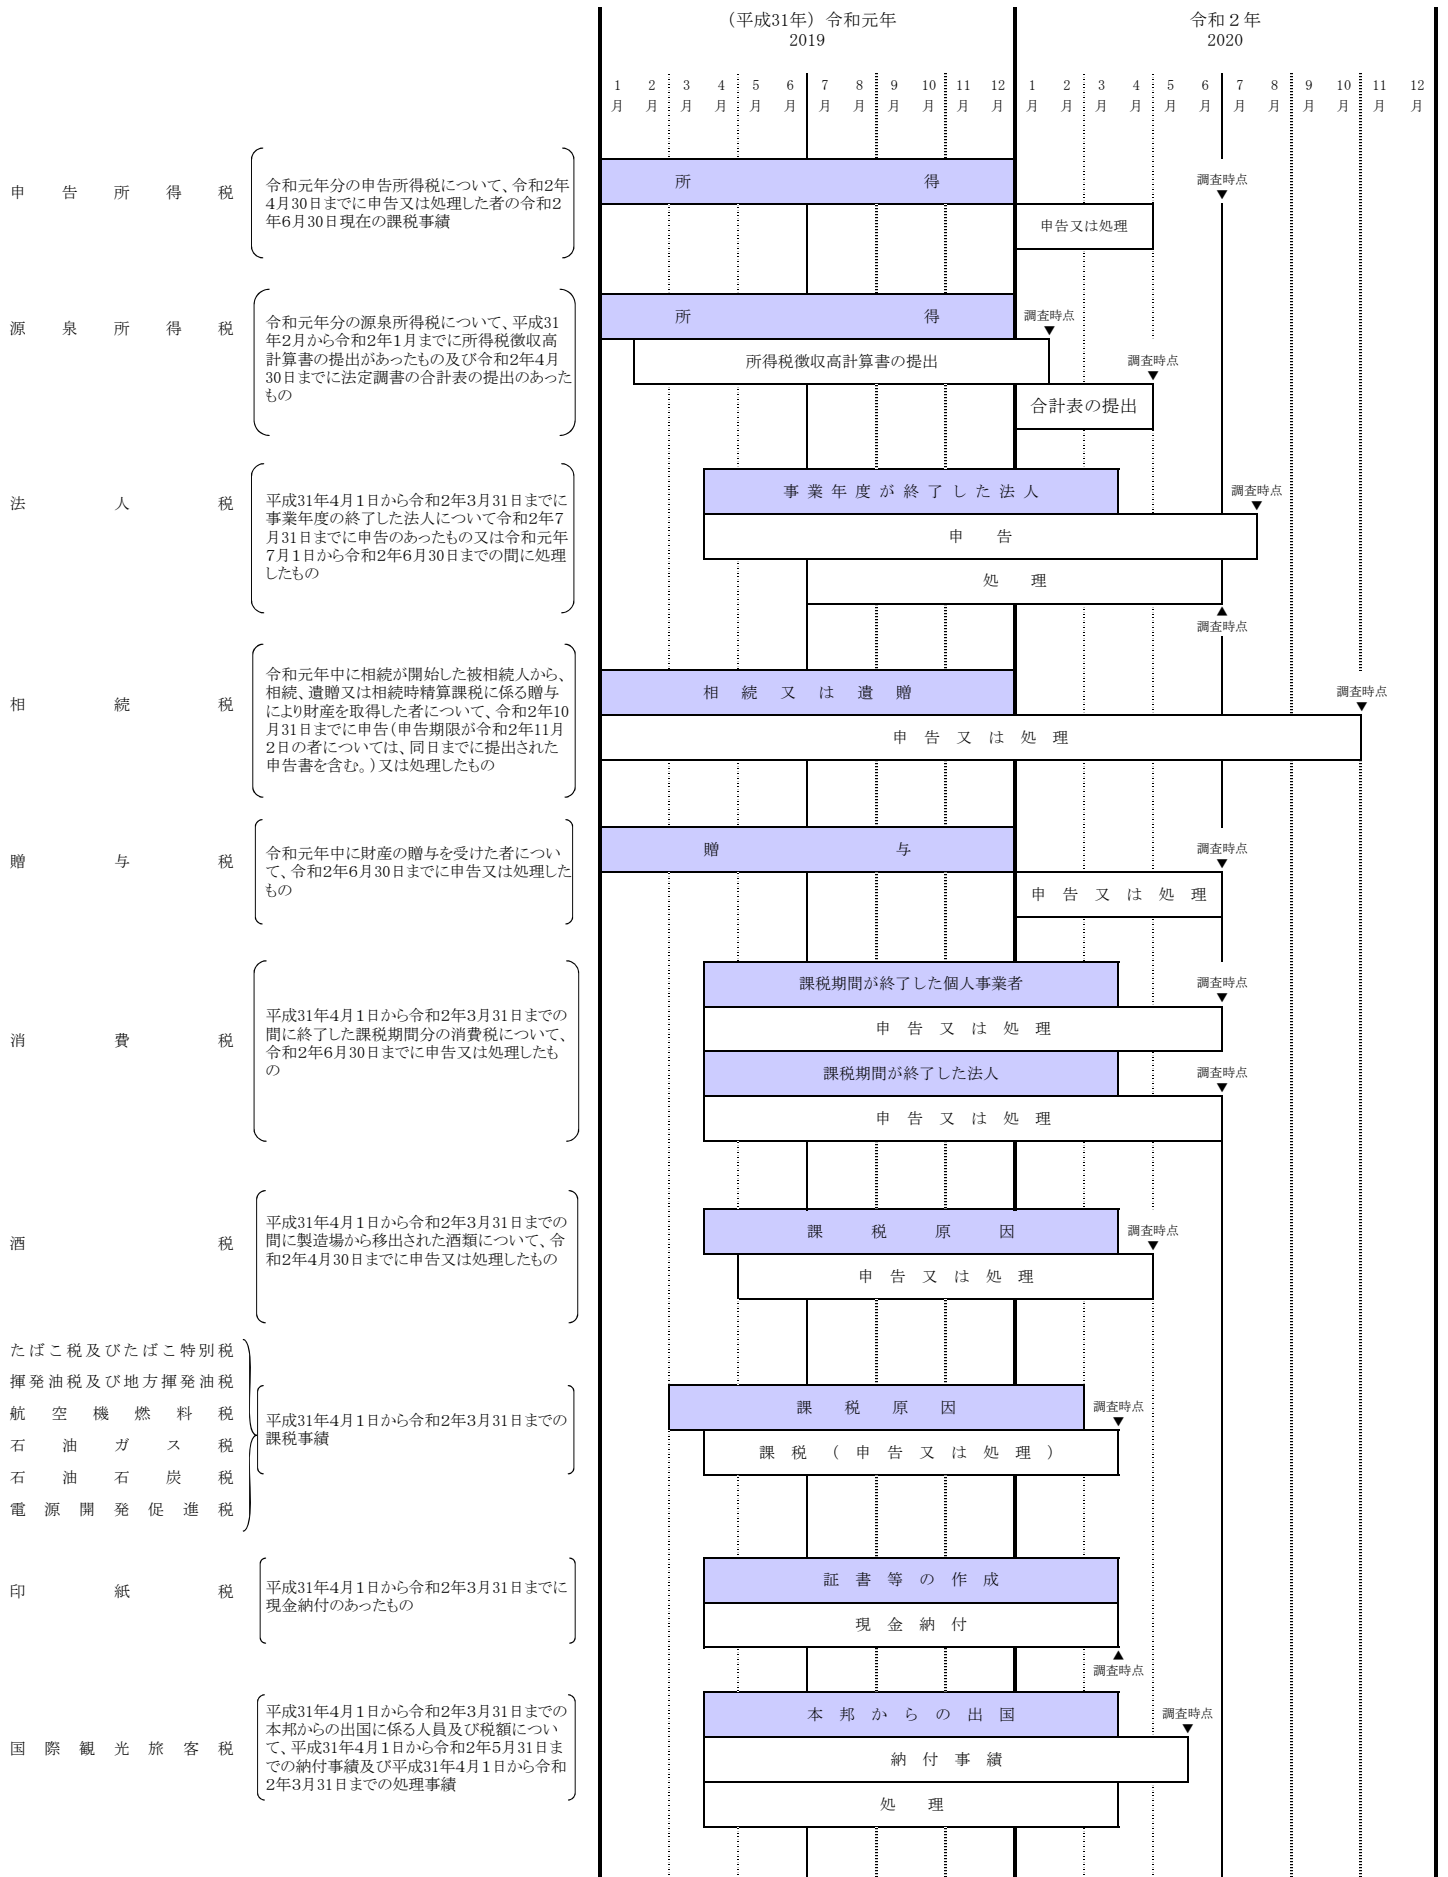 （平成31年）令和元年
2019
令和２年
2020
1 2 3 4 5 6 7 8 9 10 11 12 1 2 3 4 5 6 7 8 9 10 11 12
月 月 月 月 月 月 月 月 月 月 月 月 月 月 月 月 月 月 月 月 月 月 月 月
申告所得税
令和元年分の申告所得税について、令和2年
4月30日までに申告又は処理した者の令和2
年6月30日現在の課税事績
所得
調査時点
▼
申告又は処理
源泉所得税
令和元年分の源泉所得税について、平成31
年2月から令和2年1月までに所得税徴収高
計算書の提出があったもの及び令和2年4月
30日までに法定調書の合計表の提出のあった
もの
所得
調査時点
▼
所得税徴収高計算書の提出
調査時点
▼
合計表の提出
法人税
平成31年4月1日から令和2年3月31日までに
事業年度の終了した法人について令和2年7
月31日までに申告のあったもの又は令和元年
7月1日から令和2年6月30日までの間に処理
したもの
事業年度が終了した法人
調査時点
▼
申告
処理
▲
調査時点
相続税
令和元年中に相続が開始した被相続人から、
相続、遺贈又は相続時精算課税に係る贈与
により財産を取得した者について、令和2年10
月31日までに申告（申告期限が令和2年11月
2日の者については、同日までに提出された
申告書を含む。）又は処理したもの
相続又は遺贈
調査時点
▼
申告又は処理
贈与税
令和元年中に財産の贈与を受けた者につい
て、令和2年6月30日までに申告又は処理した
もの
贈与
調査時点
▼
申告又は処理
消費税
平成31年4月1日から令和2年3月31日までの
間に終了した課税期間分の消費税について、
令和2年6月30日までに申告又は処理したも
の
課税期間が終了した個人事業者
調査時点
▼
申告又は処理
課税期間が終了した法人
調査時点
▼
申告又は処理
酒税
平成31年4月1日から令和2年3月31日までの
間に製造場から移出された酒類について、令
和2年4月30日までに申告又は処理したもの
課税原因
調査時点
▼
申告又は処理
たばこ税及びたばこ特別税
揮発油税及び地方揮発油税
航空機燃料税
石油ガス税
石油石炭税
電源開発促進税
平成31年4月1日から令和2年3月31日までの
課税事績
課税原因
調査時点
▼
課税（申告又は処理）
印紙税
平成31年4月1日から令和2年3月31日までに
現金納付のあったもの
証書等の作成
現金納付
▲
調査時点
国際観光旅客税
平成31年4月1日から令和2年3月31日までの
本邦からの出国に係る人員及び税額につい
て、平成31年4月1日から令和2年5月31日ま
での納付事績及び平成31年4月1日から令和
2年3月31日までの処理事績
本邦からの出国
調査時点
▼
納付事績
処理